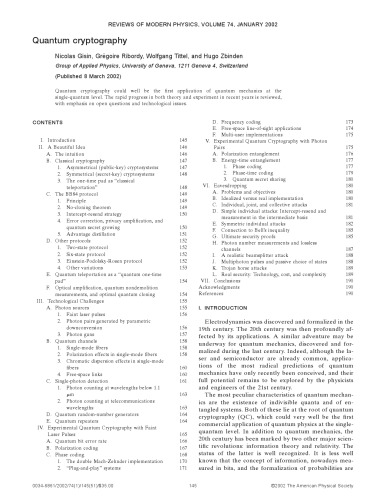 REVIEWS OF MODERN PHYSICS, VOLUME 74, JANUARY 2002
Quantum cryptography
Nicolas Gisin, Grégoire Ribordy, Wolfgang Tittel, and Hugo Zbinden
Group of Applied Physics, University of Geneva, 1211 Geneva 4, Switzerland
(Published 8 March 2002)
Quantum cryptography could well be the first application of quantum mechanics at the
single-quantum level. The rapid progress in both theory and experiment in recent years is reviewed,
with emphasis on open questions and technological issues.
CONTENTS
I. Introduction 145
II. A Beautiful Idea 146
A. The intuition 146
B. Classical cryptography 147
1. Asymmetrical (public-key) cryptosystems 147
2. Symmetrical (secret-key) cryptosystems 148
3. The one-time pad as "classical
teleportation" 148
C. The BB84 protocol 149
1. Principle 149
2. No-cloning theorem 149
3. Intercept-resend strategy 150
4. Error correction, privacy amplification, and
quantum secret growing 150
5. Advantage distillation 151
D. Other protocols 152
1. Two-state protocol 152
2. Six-state protocol 152
3. Einstein-Podolsky-Rosen protocol 152
4. Other variations 153
E. Quantum teleportation as a "quantum one-time
pad" 154
F. Optical amplification, quantum nondemolition
measurements, and optimal quantum cloning 154
III. Technological Challenges 155
A. Photon sources 155
1. Faint laser pulses 156
2. Photon pairs generated by parametric
downconversion 156
3. Photon guns 157
B. Quantum channels 158
1. Single-mode fibers 158
2. Polarization effects in single-mode fibers 158
3. Chromatic dispersion effects in single-mode
fibers 160
4. Free-space links 160
C. Single-photon detection 161
1. Photon counting at wavelengths below 1.1
μm 163
2. Photon counting at telecommunications
wavelengths 163
D. Quantum random-number generators 164
E. Quantum repeaters 164
IV. Experimental Quantum Cryptography with Faint
Laser Pulses 165
A. Quantum bit error rate 166
B. Polarization coding 167
C. Phase coding 168
1. The double Mach-Zehnder implementation 170
2. "Plug-and-play" systems 171
D. Frequency coding 173
E. Free-space line-of-sight applications 174
F. Multi-user implementations 175
V. Experimental Quantum Cryptography with Photon
Pairs 175
A. Polarization entanglement 176
B. Energy-time entanglement 177
1. Phase coding 177
2. Phase-time coding 179
3. Quantum secret sharing 180
VI. Eavesdropping 180
A. Problems and objectives 180
B. Idealized versus real implementation 180
C. Individual, joint, and collective attacks 181
D. Simple individual attacks: Intercept-resend and
measurement in the intermediate basis 181
E. Symmetric individual attacks 182
F. Connection to Bell's inequality 185
G. Ultimate security proofs 185
H. Photon number measurements and lossless
channels 187
I. A realistic beamsplitter attack 188
J. Multiphoton pulses and passive choice of states 188
K. Trojan horse attacks 189
L. Real security: Technology, cost, and complexity 189
VII. Conclusions 190
Acknowledgments 190
References 190
I. INTRODUCTION
Electrodynamics was discovered and formalized in the
19th century. The 20th century was then profoundly af-
fected by its applications. A similar adventure may be
underway for quantum mechanics, discovered and for-
malized during the last century. Indeed, although the la-
ser and semiconductor are already common, applica-
tions of the most radical predictions of quantum
mechanics have only recently been conceived, and their
full potential remains to be explored by the physicists
and engineers of the 21st century.
The most peculiar characteristics of quantum mechan-
ics are the existence of indivisible quanta and of en-
tangled systems. Both of these lie at the root of quantum
cryptography (QC), which could very well be the first
commercial application of quantum physics at the single-
quantum level. In addition to quantum mechanics, the
20th century has been marked by two other major scien-
tific revolutions: information theory and relativity. The
status of the latter is well recognized. It is less well
known that the concept of information, nowadays mea-
sured in bits, and the formalization of probabilities are
0034-6861/2002/74(1)/145(51)/$35.00
145
©2002 The American Physical Society